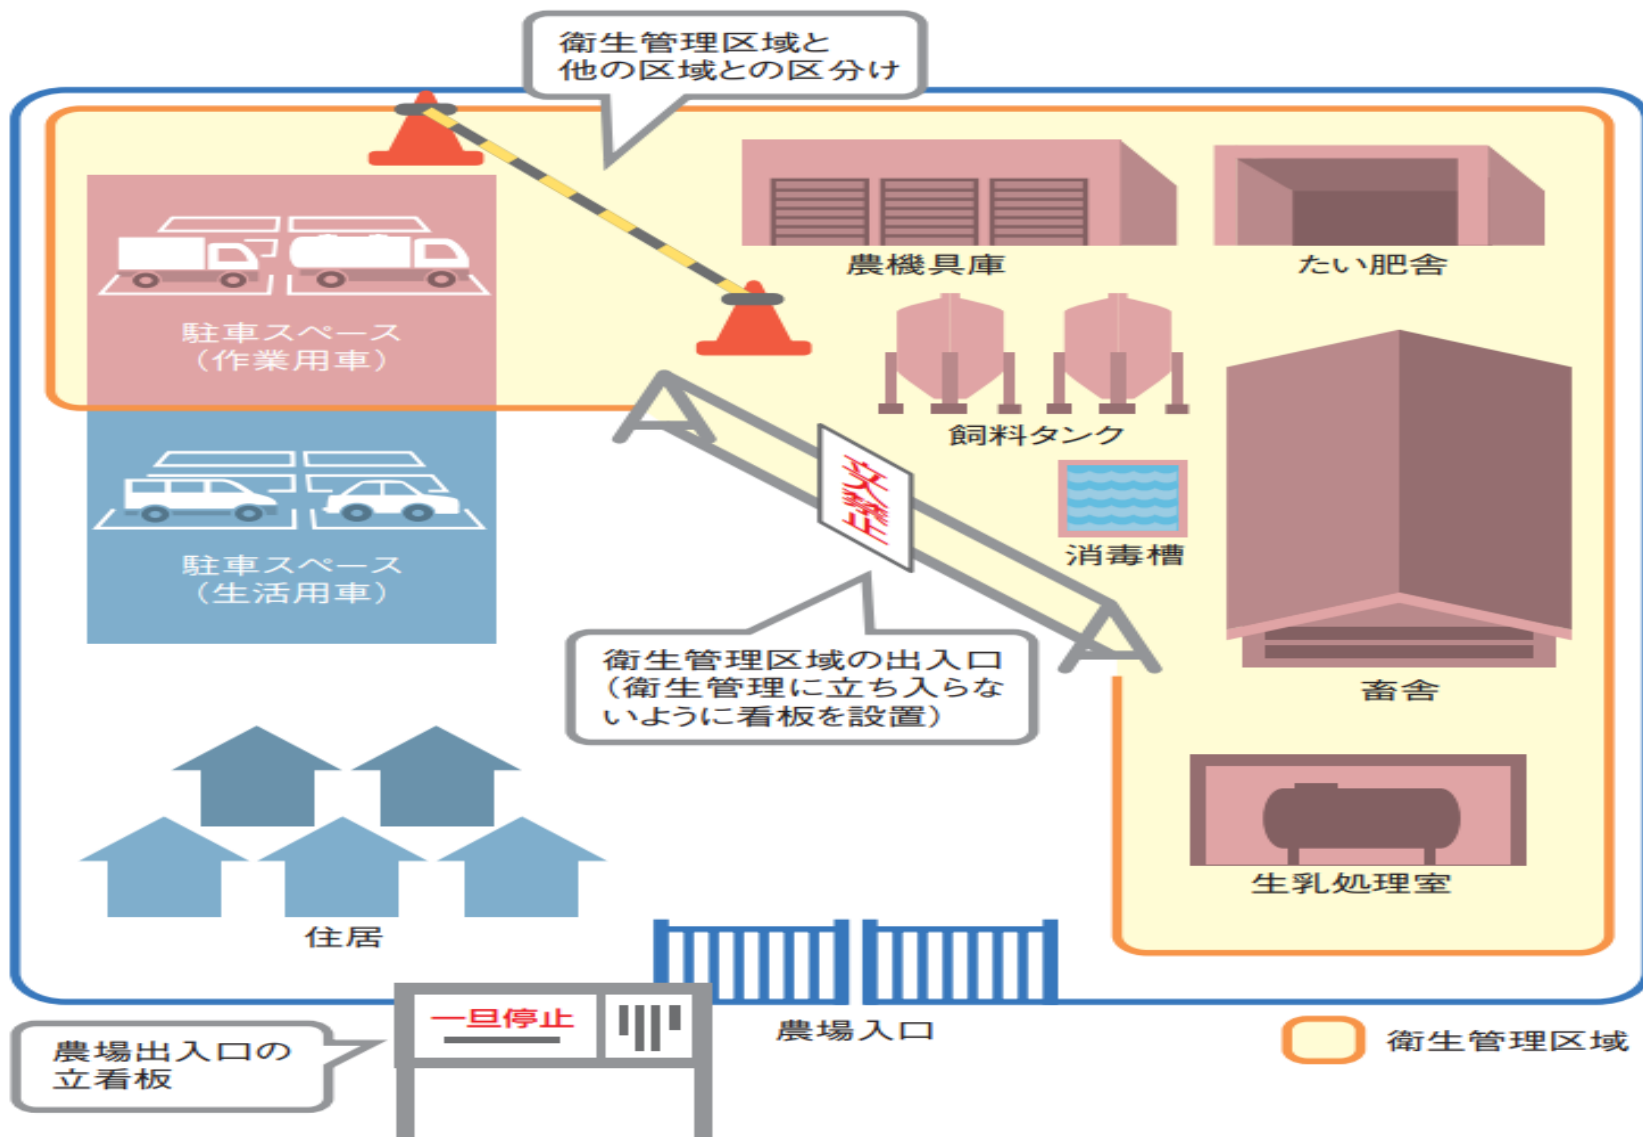 衛生管理区域と
他の区域との区分け
農機具庫
たい肥舎
駐車スペース
（作業用車）
飼料タンク
立入禁止
消毒槽
駐車スペース
（生活用車）
衛生管理区域の出入口
（衛生管理に立ち入らな
いように看板を設置）
畜舎
生乳処理室
住居
一旦停止
農場入口
農場出入口の
立看板
衛生管理区域